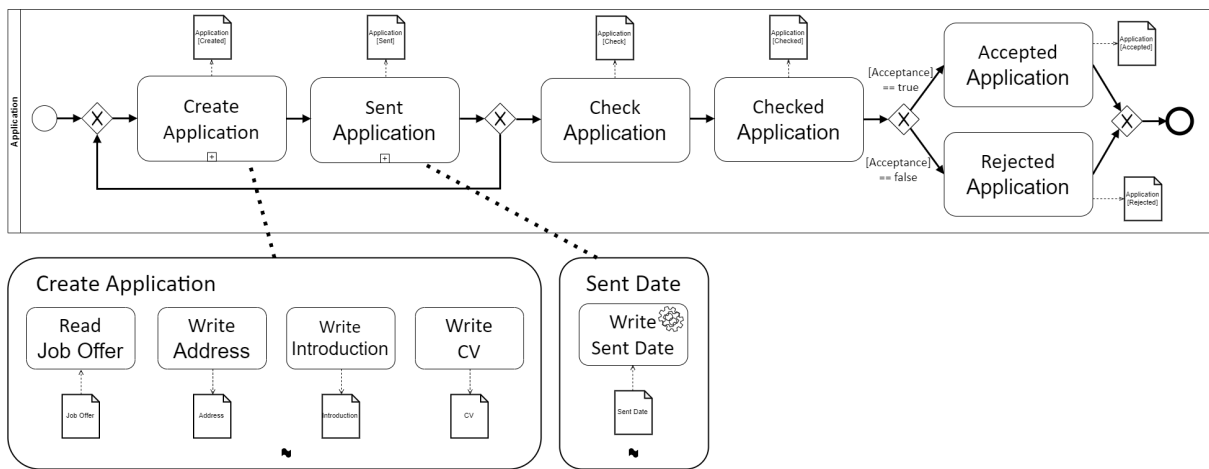 Application
Application
[Created]
Application
[Sent]
Application
[Check]
Application
[Checked]
Application
[Accepted]
Create
Application
Sent
Application
Check
Application
Checked
Application
[Acceptance]
== true
Accepted
Application
[Acceptance]
== false
Rejected
Application
Application
[Rejected]
Create Application
Read
Job Offer
Write
Address
Write
Introduction
Write
CV
Job Offer
Address
Introduction
CV
Sent Date
Write
Sent Date
Sent Date